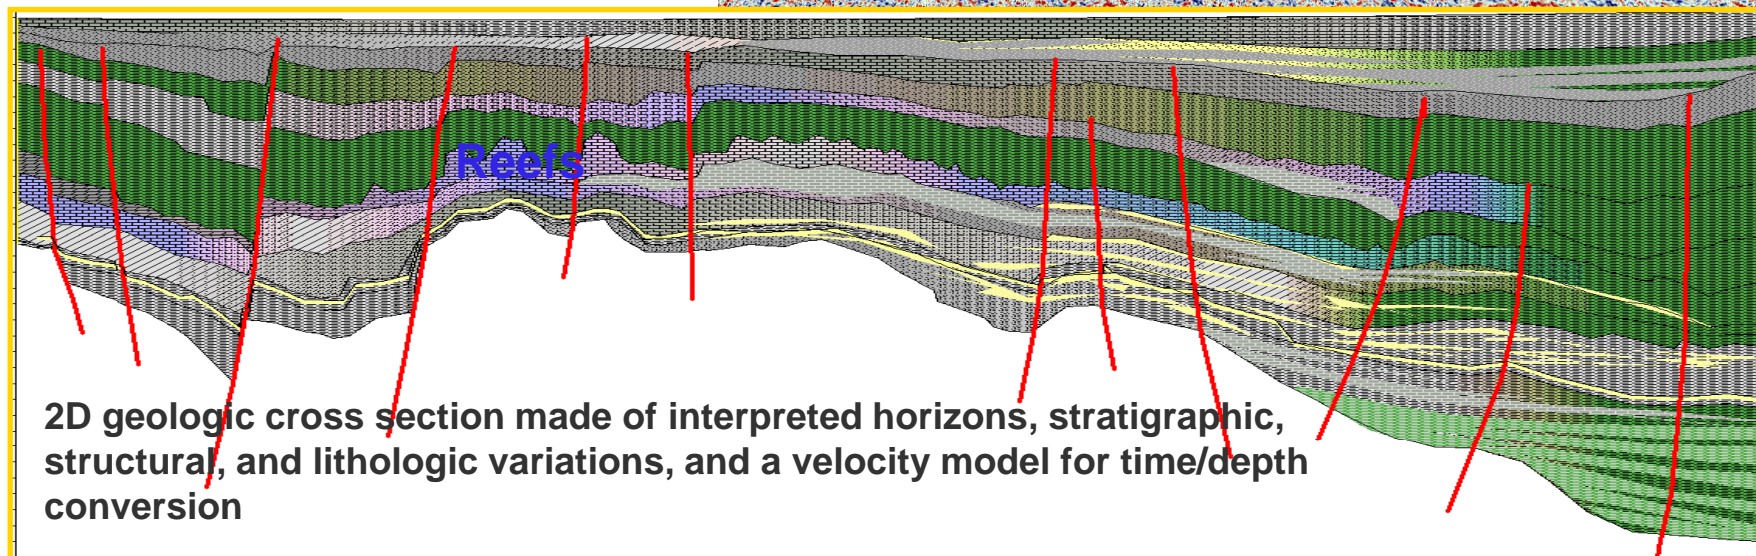 Reefs
2D geologic cross section made of interpreted horizons, stratigraphic,
structural, and lithologic variations, and a velocity model for time/depth
conversion